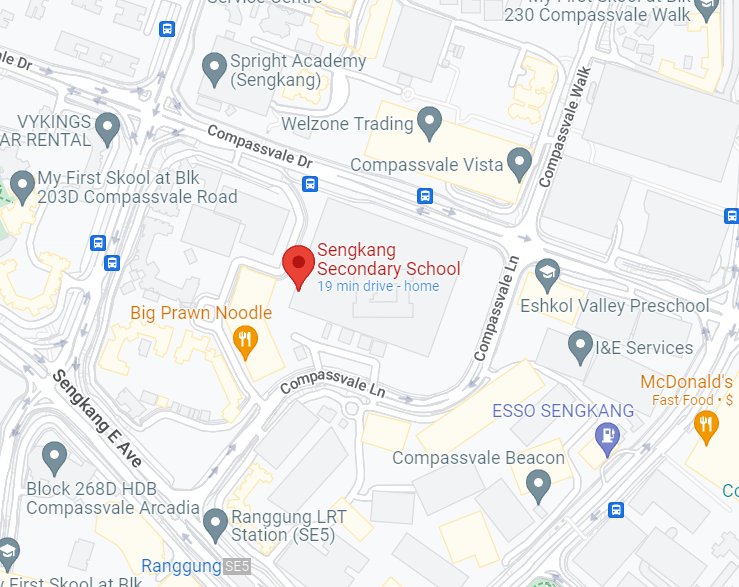 Service Centre
My First Skool at Blk
230 Compassvale Walk
Spright Academy
(Sengkang)
Compassvale Walk
VYKINGS
AR RENTAL
Welzone Trading
Compassvale Dr
Compassvale Vista
My First Skool at Blk
203D Compassvale Road
Sengkang
Secondary School
19 min drive - home
Compassvale Ln
Eshkol Valley Preschool
Big Prawn Noodle
I&E Services
McDonald's
Fast Food • $
Compassvale Ln
ESSO SENGKANG
Sengkang E Ave
Compassvale Beacon
Block 268D HDB
Compassvale Arcadia
Ranggung LRT
Station (SE5)
Ranggung SE5
First Skool at Blk